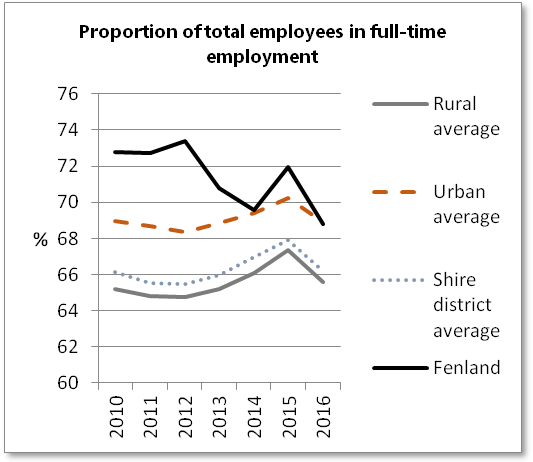 Proportion of total employees in full-time
employment
76
74
72
70
68
66
64
62
60
%
2010
2011
2012
2013
2014
2015
2016
Rural
average
Urban
average
Shire
district
average
Fenland